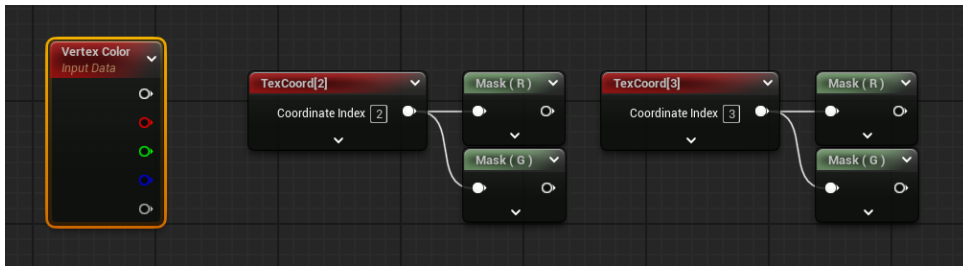 Vertex Color
Input Data
TexCoord[2]
Coordinate Index 2
Mask ( R )
Mask ( G )
TexCoord[3]
Coordinate Index 3
Mask ( R )
Mask ( G )